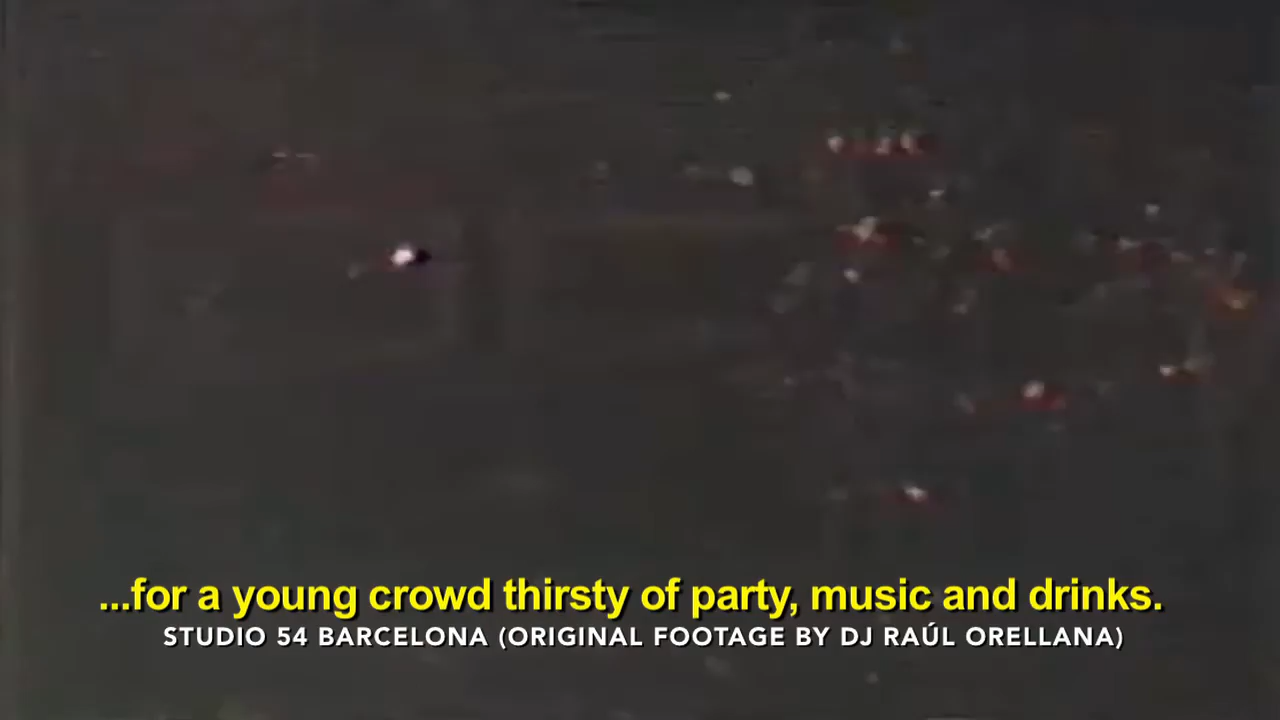 ...for a young crowd thirsty of party, music and drinks.
STUDIO 54 BARCELONA (ORIGINAL FOOTAGE BY DJ RAÚL ORELLANA)